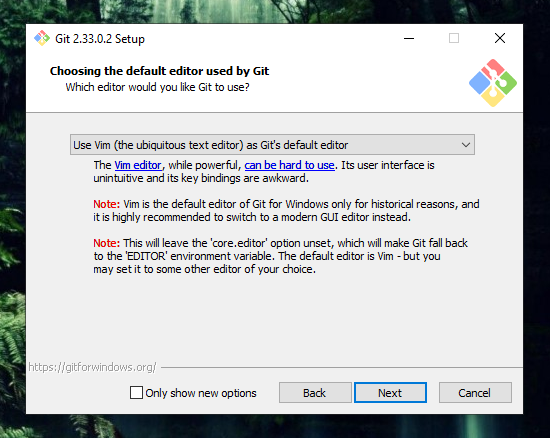 Git 2.33.0.2 Setup
Choosing the default editor used by Git
Which editor would you like Git to use?
Use Vim (the ubiquitous text editor) as Git's default editor
The Vim editor, while powerful, can be hard to use. Its user interface is
unintuitive and its key bindings are awkward.
Note: Vim is the default editor of Git for Windows only for historical reasons, and
it is highly recommended to switch to a modern GUI editor instead.
Note: This will leave the 'core.editor' option unset, which will make Git fall back
to the 'EDITOR' environment variable. The default editor is Vim - but you
may set it to some other editor of your choice.
https://gitforwindows.org/
Only show new options
Back
Next
Cancel